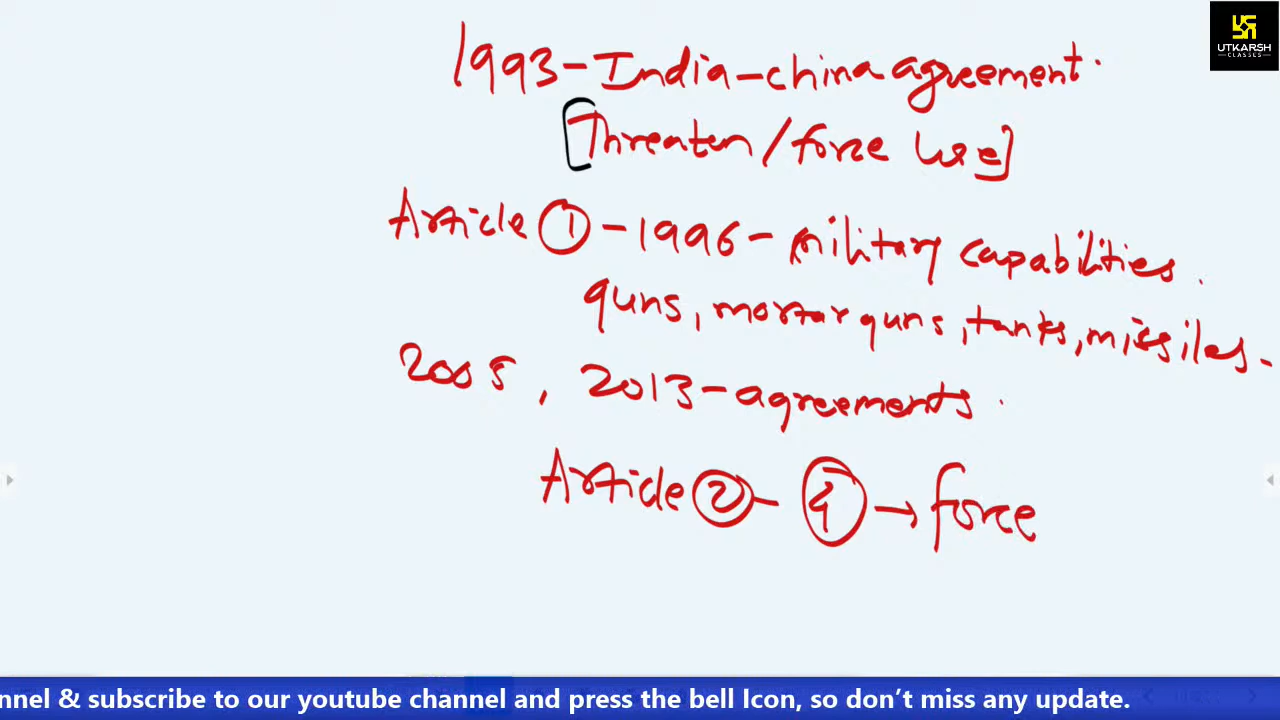 UTKARSH
CLASSES
1993-India-china agreement.
[Threaten/force use]
Article 1 - 1996 - military capabilities.
guns, mortar guns, tanks, missiles-
2005, 2013-agreements.
Article 2 - 4 → force
nnel & subscribe to our youtube channel and press the bell Icon, so don't miss any update.